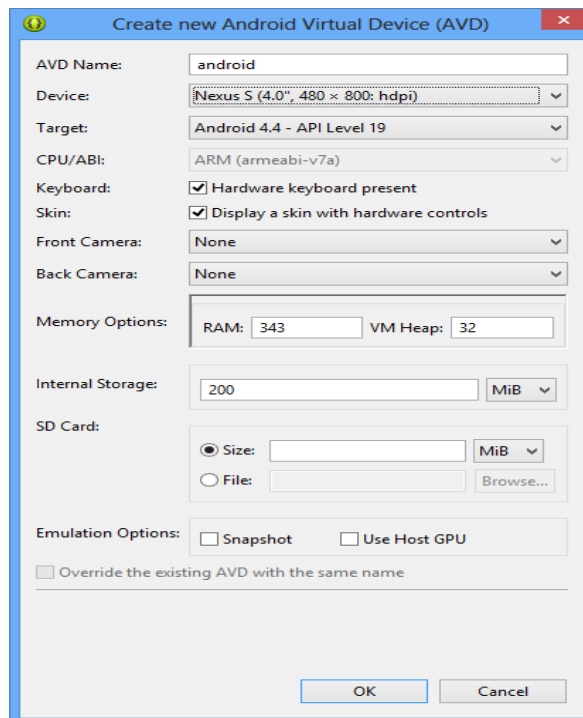 Create new Android Virtual Device (AVD)
AVD Name: android
Device: Nexus S (4.0", 480 × 800: hdpi)
Target: Android 4.4 - API Level 19
CPU/ABI: ARM (armeabi-v7a)
Keyboard: Hardware keyboard present
Skin: Display a skin with hardware controls
Front Camera: None
Back Camera: None
Memory Options: RAM: 343 VM Heap: 32
Internal Storage: 200 MiB
SD Card:
Size: MiB
File: Browse...
Emulation Options: Snapshot Use Host GPU
Override the existing AVD with the same name
OK Cancel